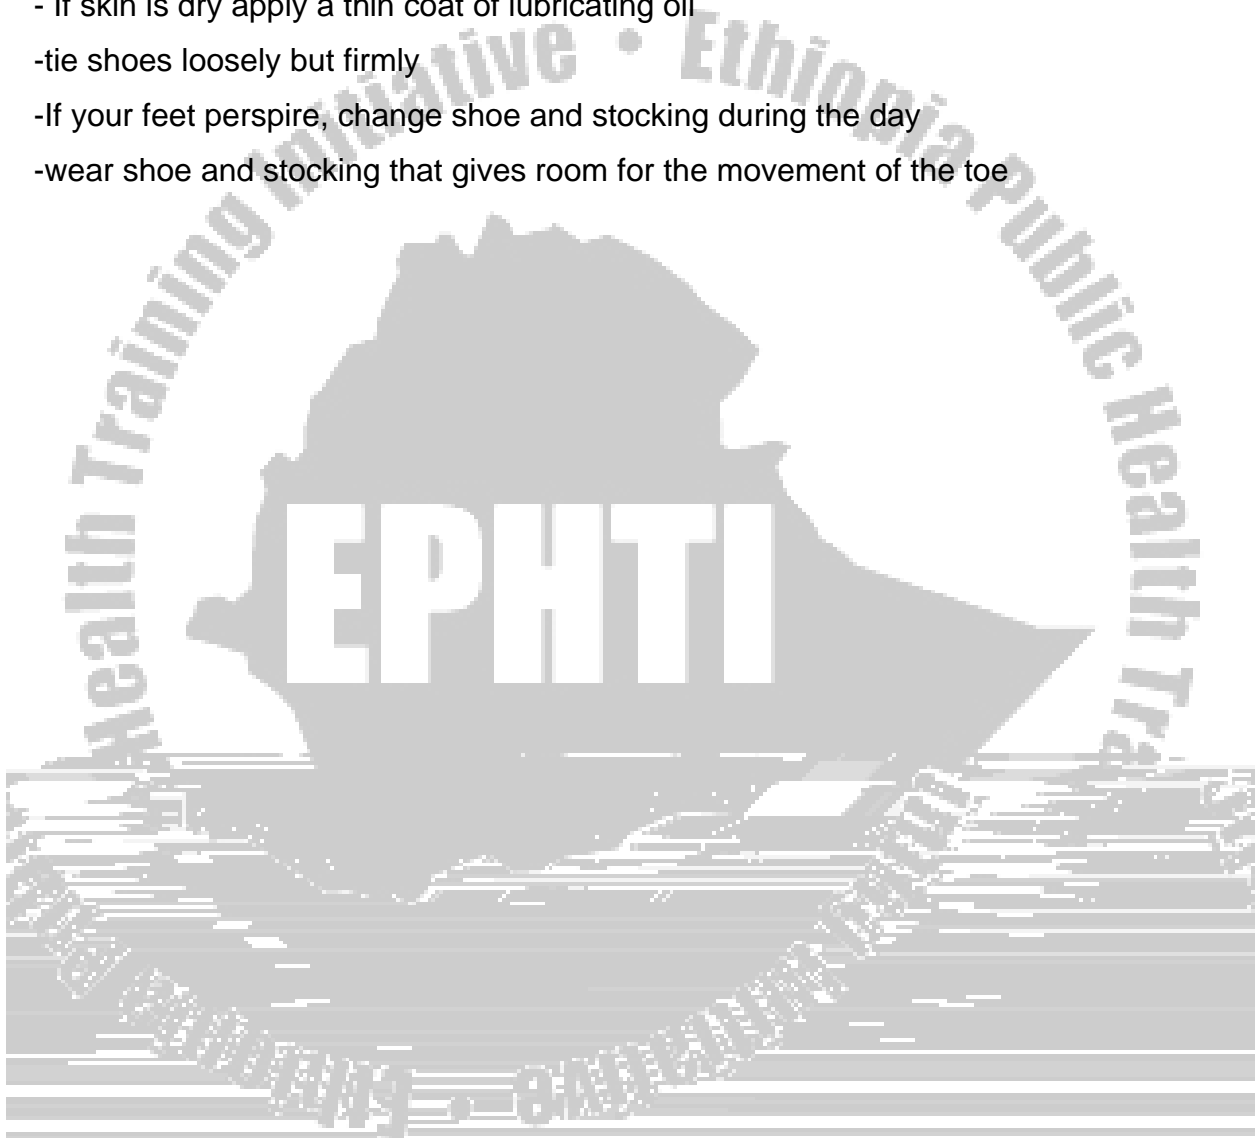 - If skin is dry apply a thin coat of lubricating oil
-tie shoes loosely but firmly
-If your feet perspire, change shoe and stocking during the day
-wear shoe and stocking that gives room for the movement of the toe
Health Training Initiative • Ethiopia Public Health Tra
EPHTI